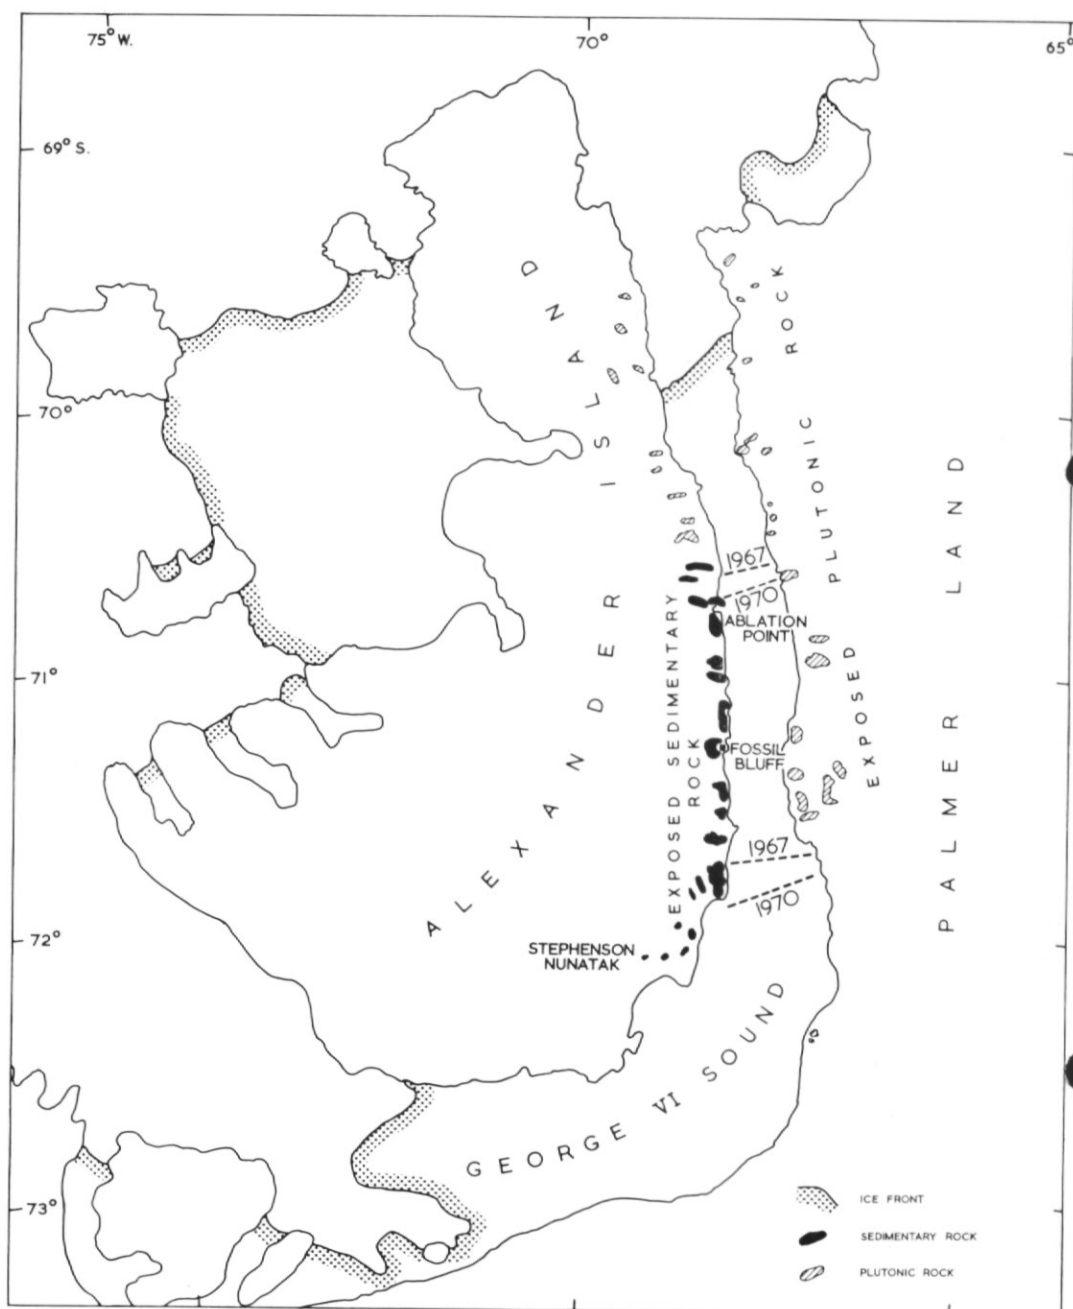 75°W.
70°
65°
69°S.
70°
71°
72°
73°
ALEXANDER ISLAND
EXPOSED SEDIMENTARY
ROCK
EXPOSED PLUTONIC ROCK
PALMER LAND
1967
1970
ABLATION
POINT
FOSSIL
BLUFF
1967
1970
STEPHENSON
NUNATAK
GEORGE VI SOUND
ICE FRONT
SEDIMENTARY ROCK
PLUTONIC ROCK